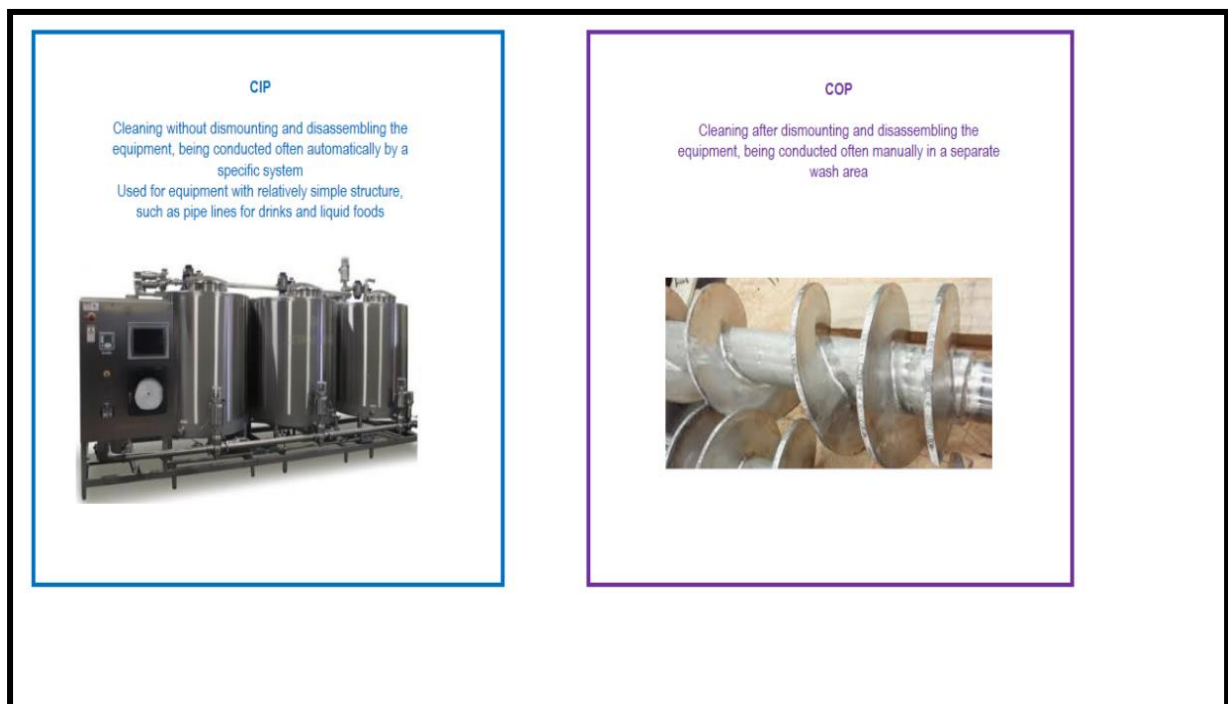 CIP
Cleaning without dismounting and disassembling the
equipment, being conducted often automatically by a
specific system
Used for equipment with relatively simple structure,
such as pipe lines for drinks and liquid foods
COP
Cleaning after dismounting and disassembling the
equipment, being conducted often manually in a separate
wash area